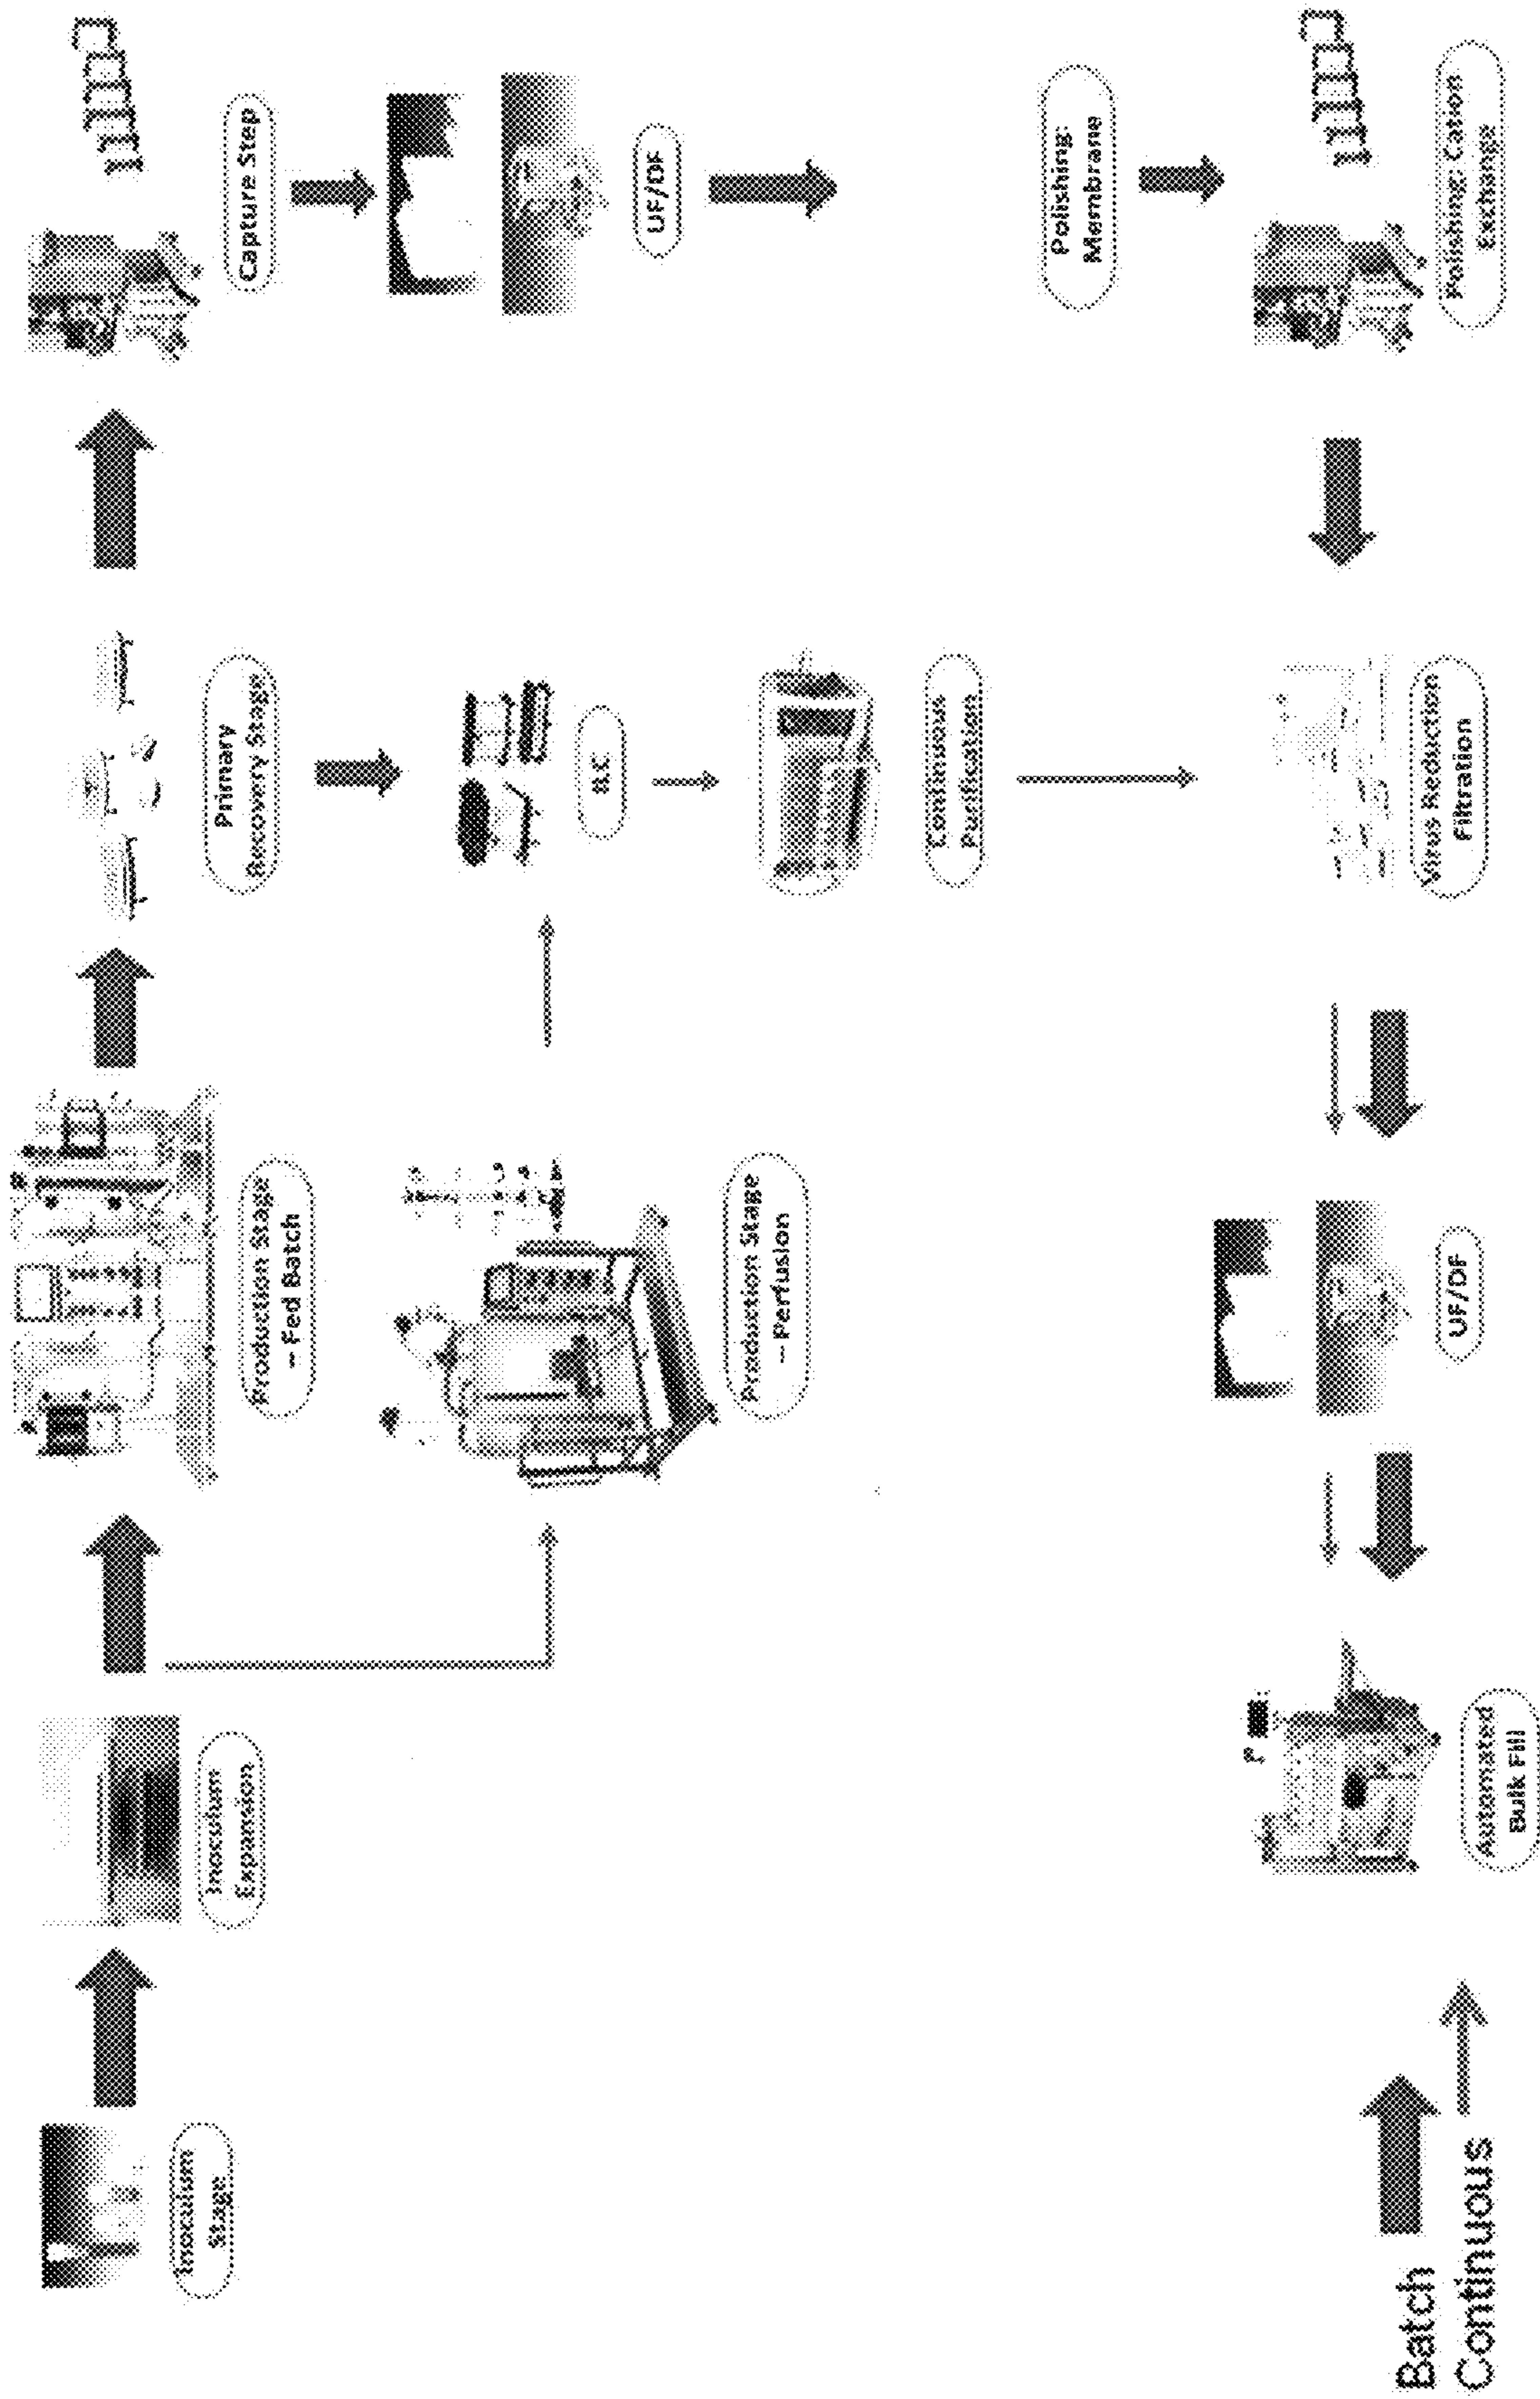 Inoculum
Stage
Inoculum
Expansion
Production Stage
– Fed Batch
Primary
Recovery Stage
Capture Step
Production Stage
– Perfusion
ILC
UF/DF
Continuous
Purification
Polishing:
Membrane
Automated
Bulk Fill
UF/DF
Virus Reduction
Filtration
Polishing: Cation
Exchange
Batch
Continuous